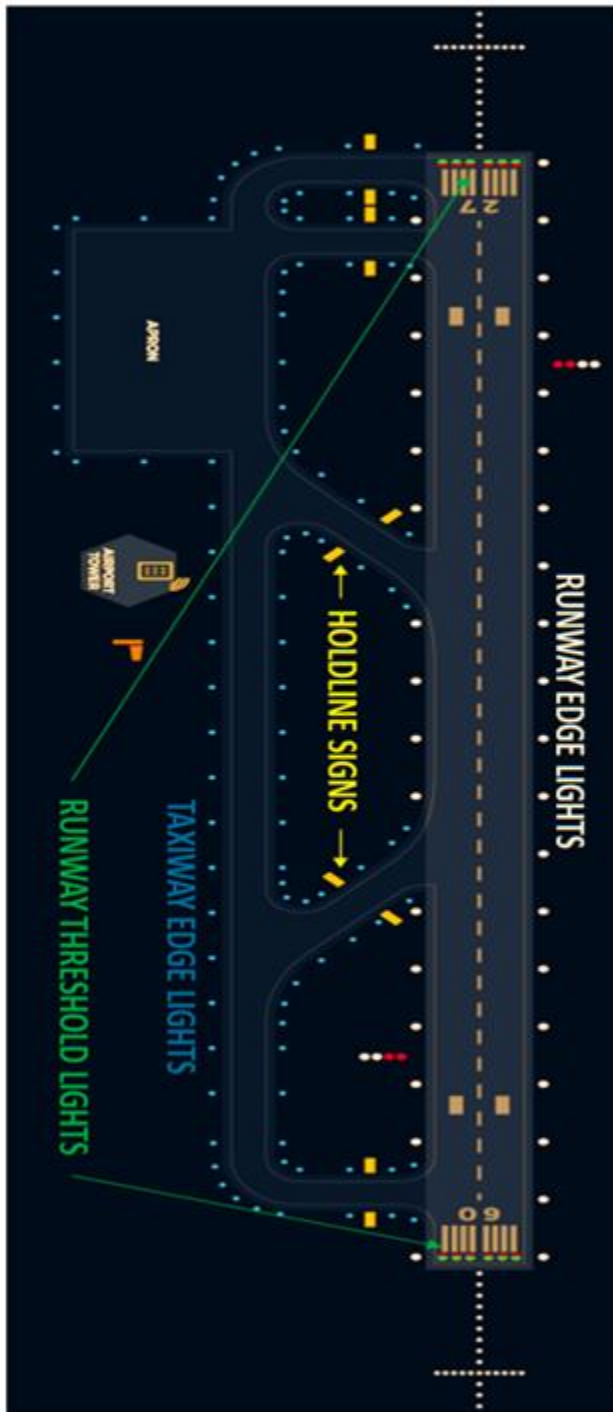 RUNWAY EDGE LIGHTS
27
09
HOLDLINE SIGNS
TAXIWAY EDGE LIGHTS
APRON
AIRPORT
TOWER
RUNWAY THRESHOLD LIGHTS